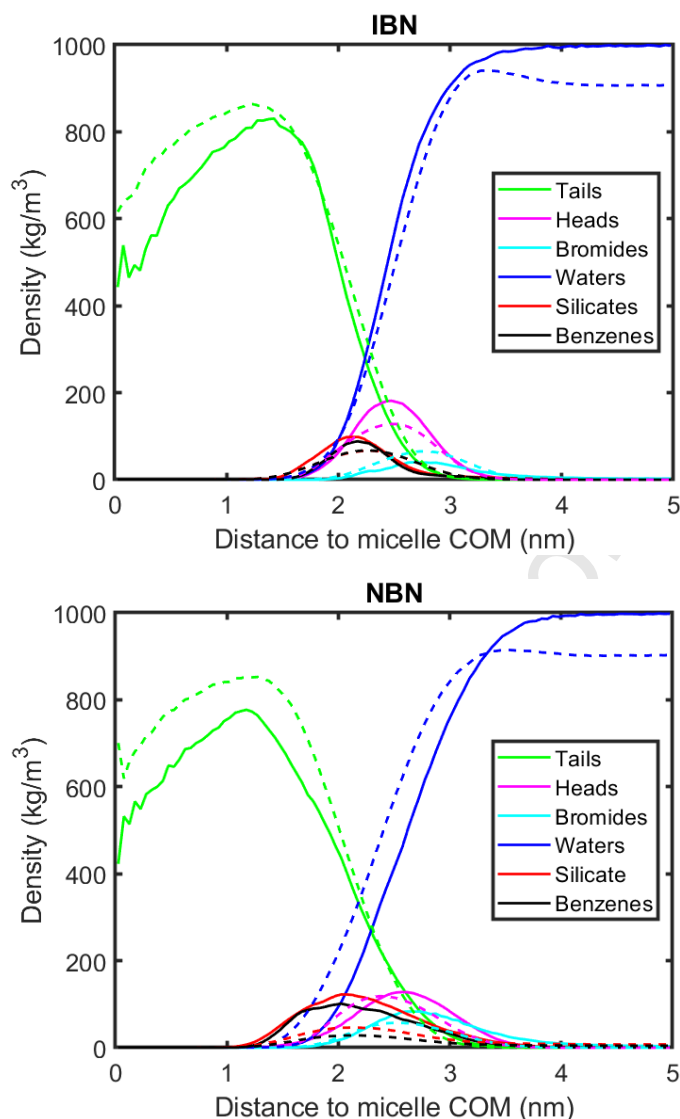 IBN
1000
800
600
400
200
0
Density (kg/m³)
Tails
Heads
Bromides
Waters
Silicates
Benzenes
0 1 2 3 4 5
Distance to micelle COM (nm)
NBN
1000
800
600
400
200
0
Density (kg/m³)
Tails
Heads
Bromides
Waters
Silicate
Benzenes
0 1 2 3 4 5
Distance to micelle COM (nm)